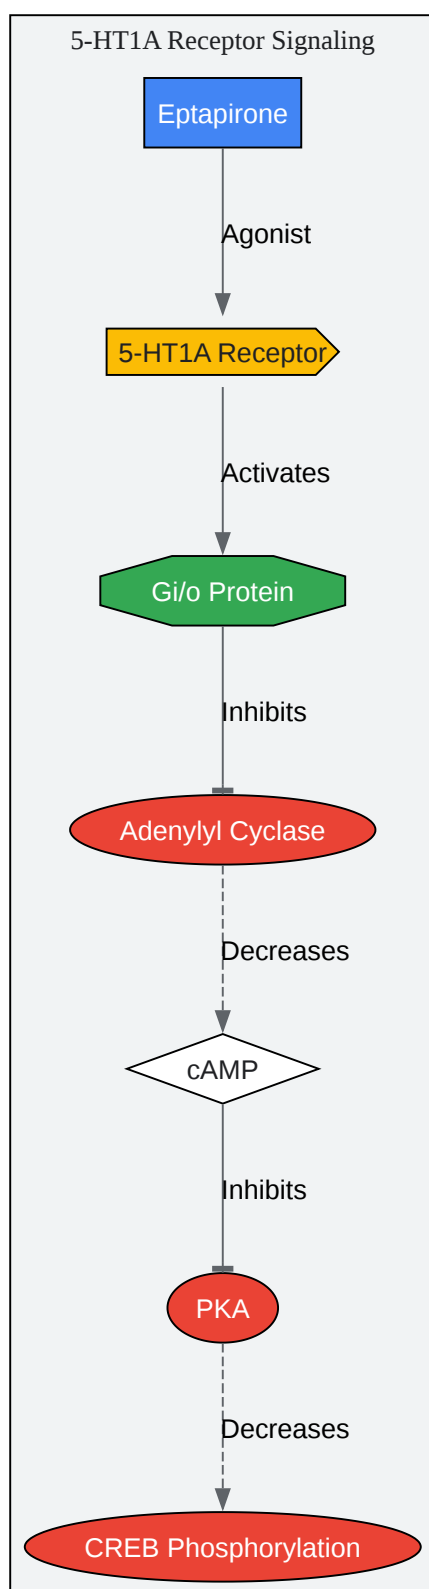 5-HT1A Receptor Signaling
Eptapirone
Agonist
5-HT1A Receptor
Activates
Gi/o Protein
Inhibits
Adenylyl Cyclase
Decreases
cAMP
Inhibits
PKA
Decreases
CREB Phosphorylation